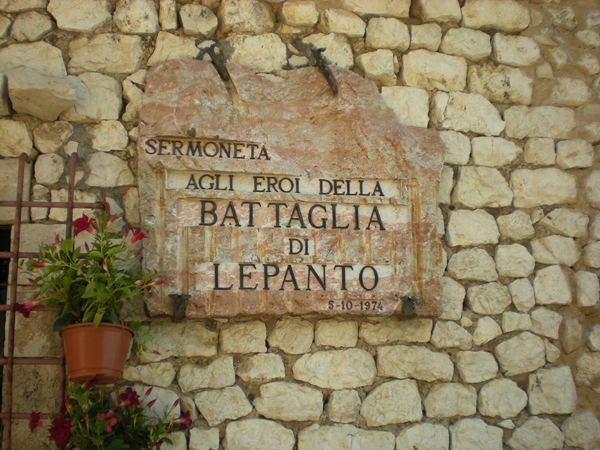 SERMONETA
AGLI EROI DELLA
BATTAGLIA
DI
LEPANTO
5-10-1974